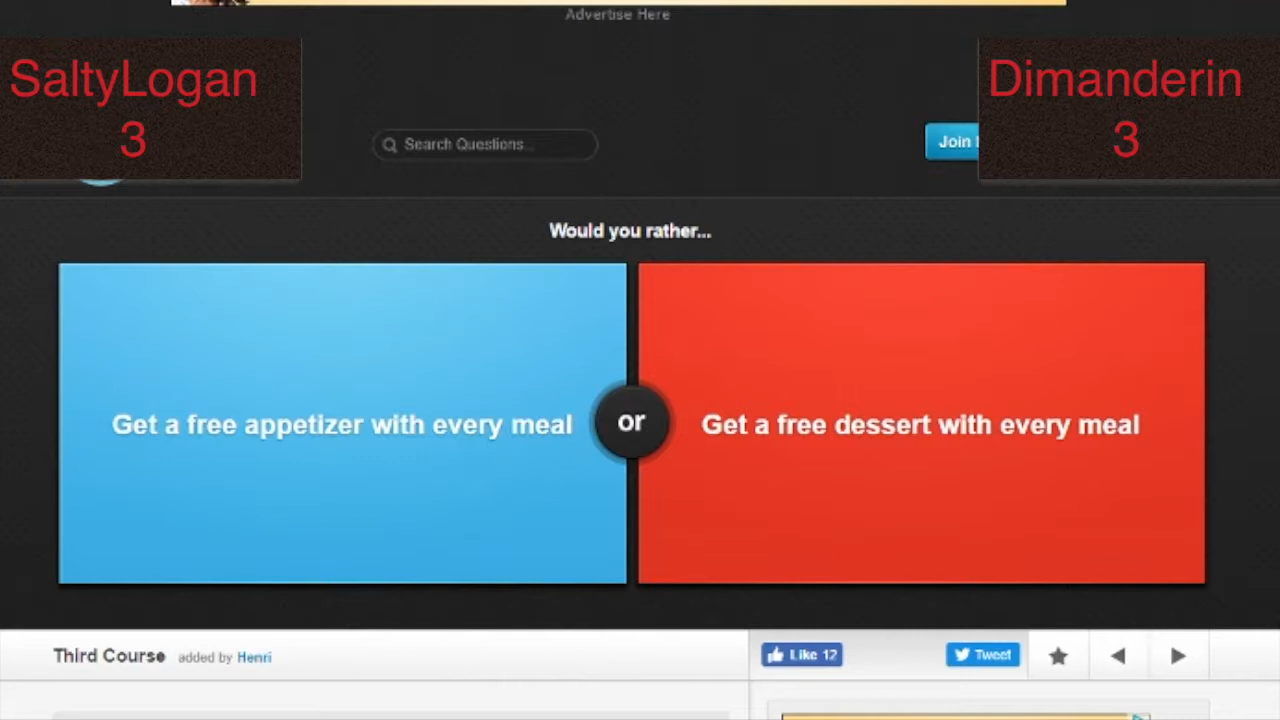 Advertise Here
SaltyLogan
3
Dimanderin
3
Search Questions...
Join
Would you rather...
Get a free appetizer with every meal
or
Get a free dessert with every meal
Third Course added by Henri
Like 12
Tweet